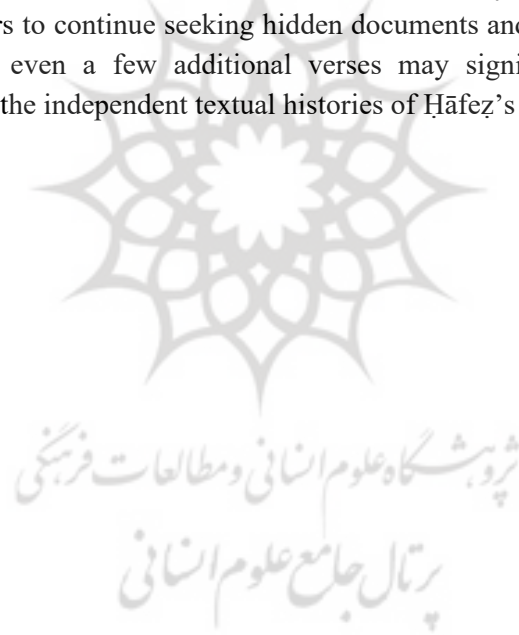 rs to continue seeking hidden documents and
even a few additional verses may signi
the independent textual histories of Ḥāfeẓ’s
پژوهشگاه علوم انسانی و مطالعات فرهنگی
پرتال جامع علوم انسانی